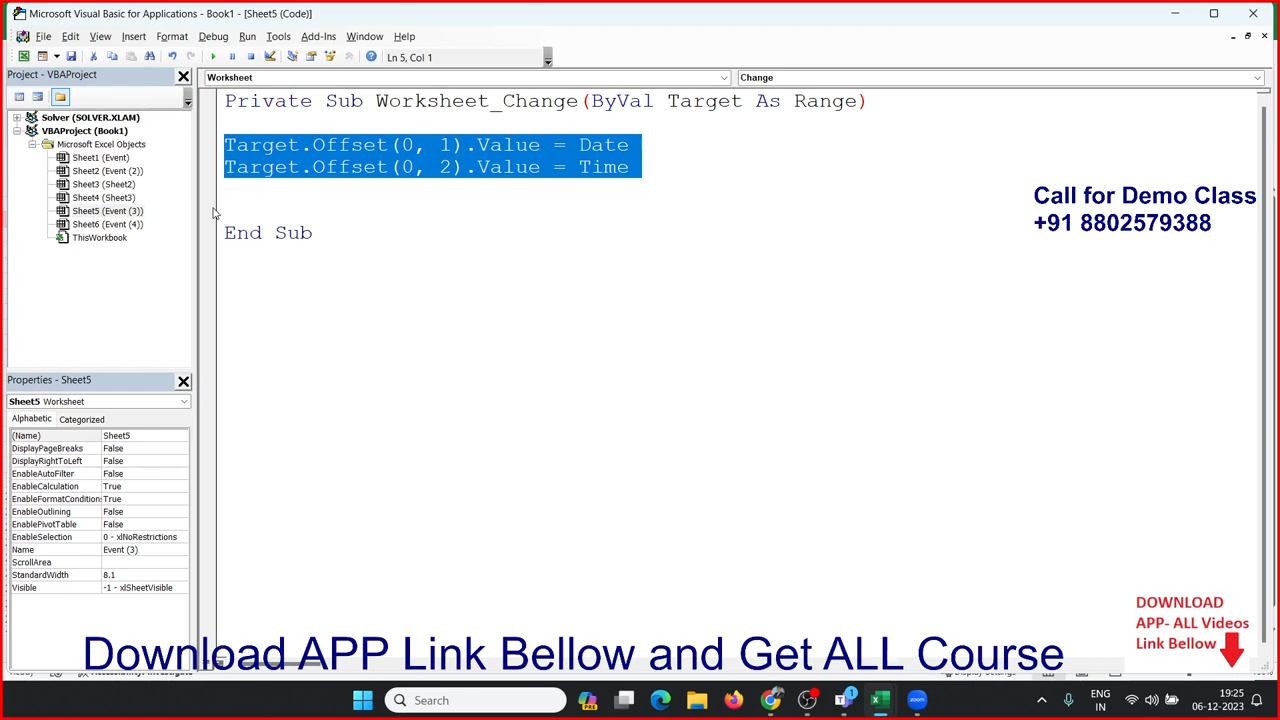 Microsoft Visual Basic for Applications - Book1 - [Sheet5 (Code)]
File Edit View Insert Format Debug Run Tools Add-Ins Window Help
Ln 5, Col 1
Project - VBAProject
Worksheet
Change
Solver (SOLVER.XLAM)
VBAProject (Book1)
Microsoft Excel Objects
Sheet1 (Event)
Sheet2 (Event (2))
Sheet3 (Sheet2)
Sheet4 (Sheet3)
Sheet5 (Event (3))
Sheet6 (Event (4))
ThisWorkbook
Private Sub Worksheet_Change(ByVal Target As Range)
Target.Offset(0, 1).Value = Date
Target.Offset(0, 2).Value = Time
End Sub
Call for Demo Class
+91 8802579388
Properties - Sheet5
Sheet5 Worksheet
Alphabetic Categorized
(Name) Sheet5
DisplayPageBreaks False
DisplayRightToLeft False
EnableAutoFilter False
EnableCalculation True
EnableFormatConditions True
EnableOutlining False
EnablePivotTable False
EnableSelection 0 - xlNoRestrictions
Name Event (3)
ScrollArea
StandardWidth 8.1
Visible -1 - xlSheetVisible
DOWNLOAD
APP- ALL Videos
Link Bellow
Download APP Link Bellow and Get ALL Course
Search
PRE
1
zoom
ENG
IN
19:25
06-12-2023